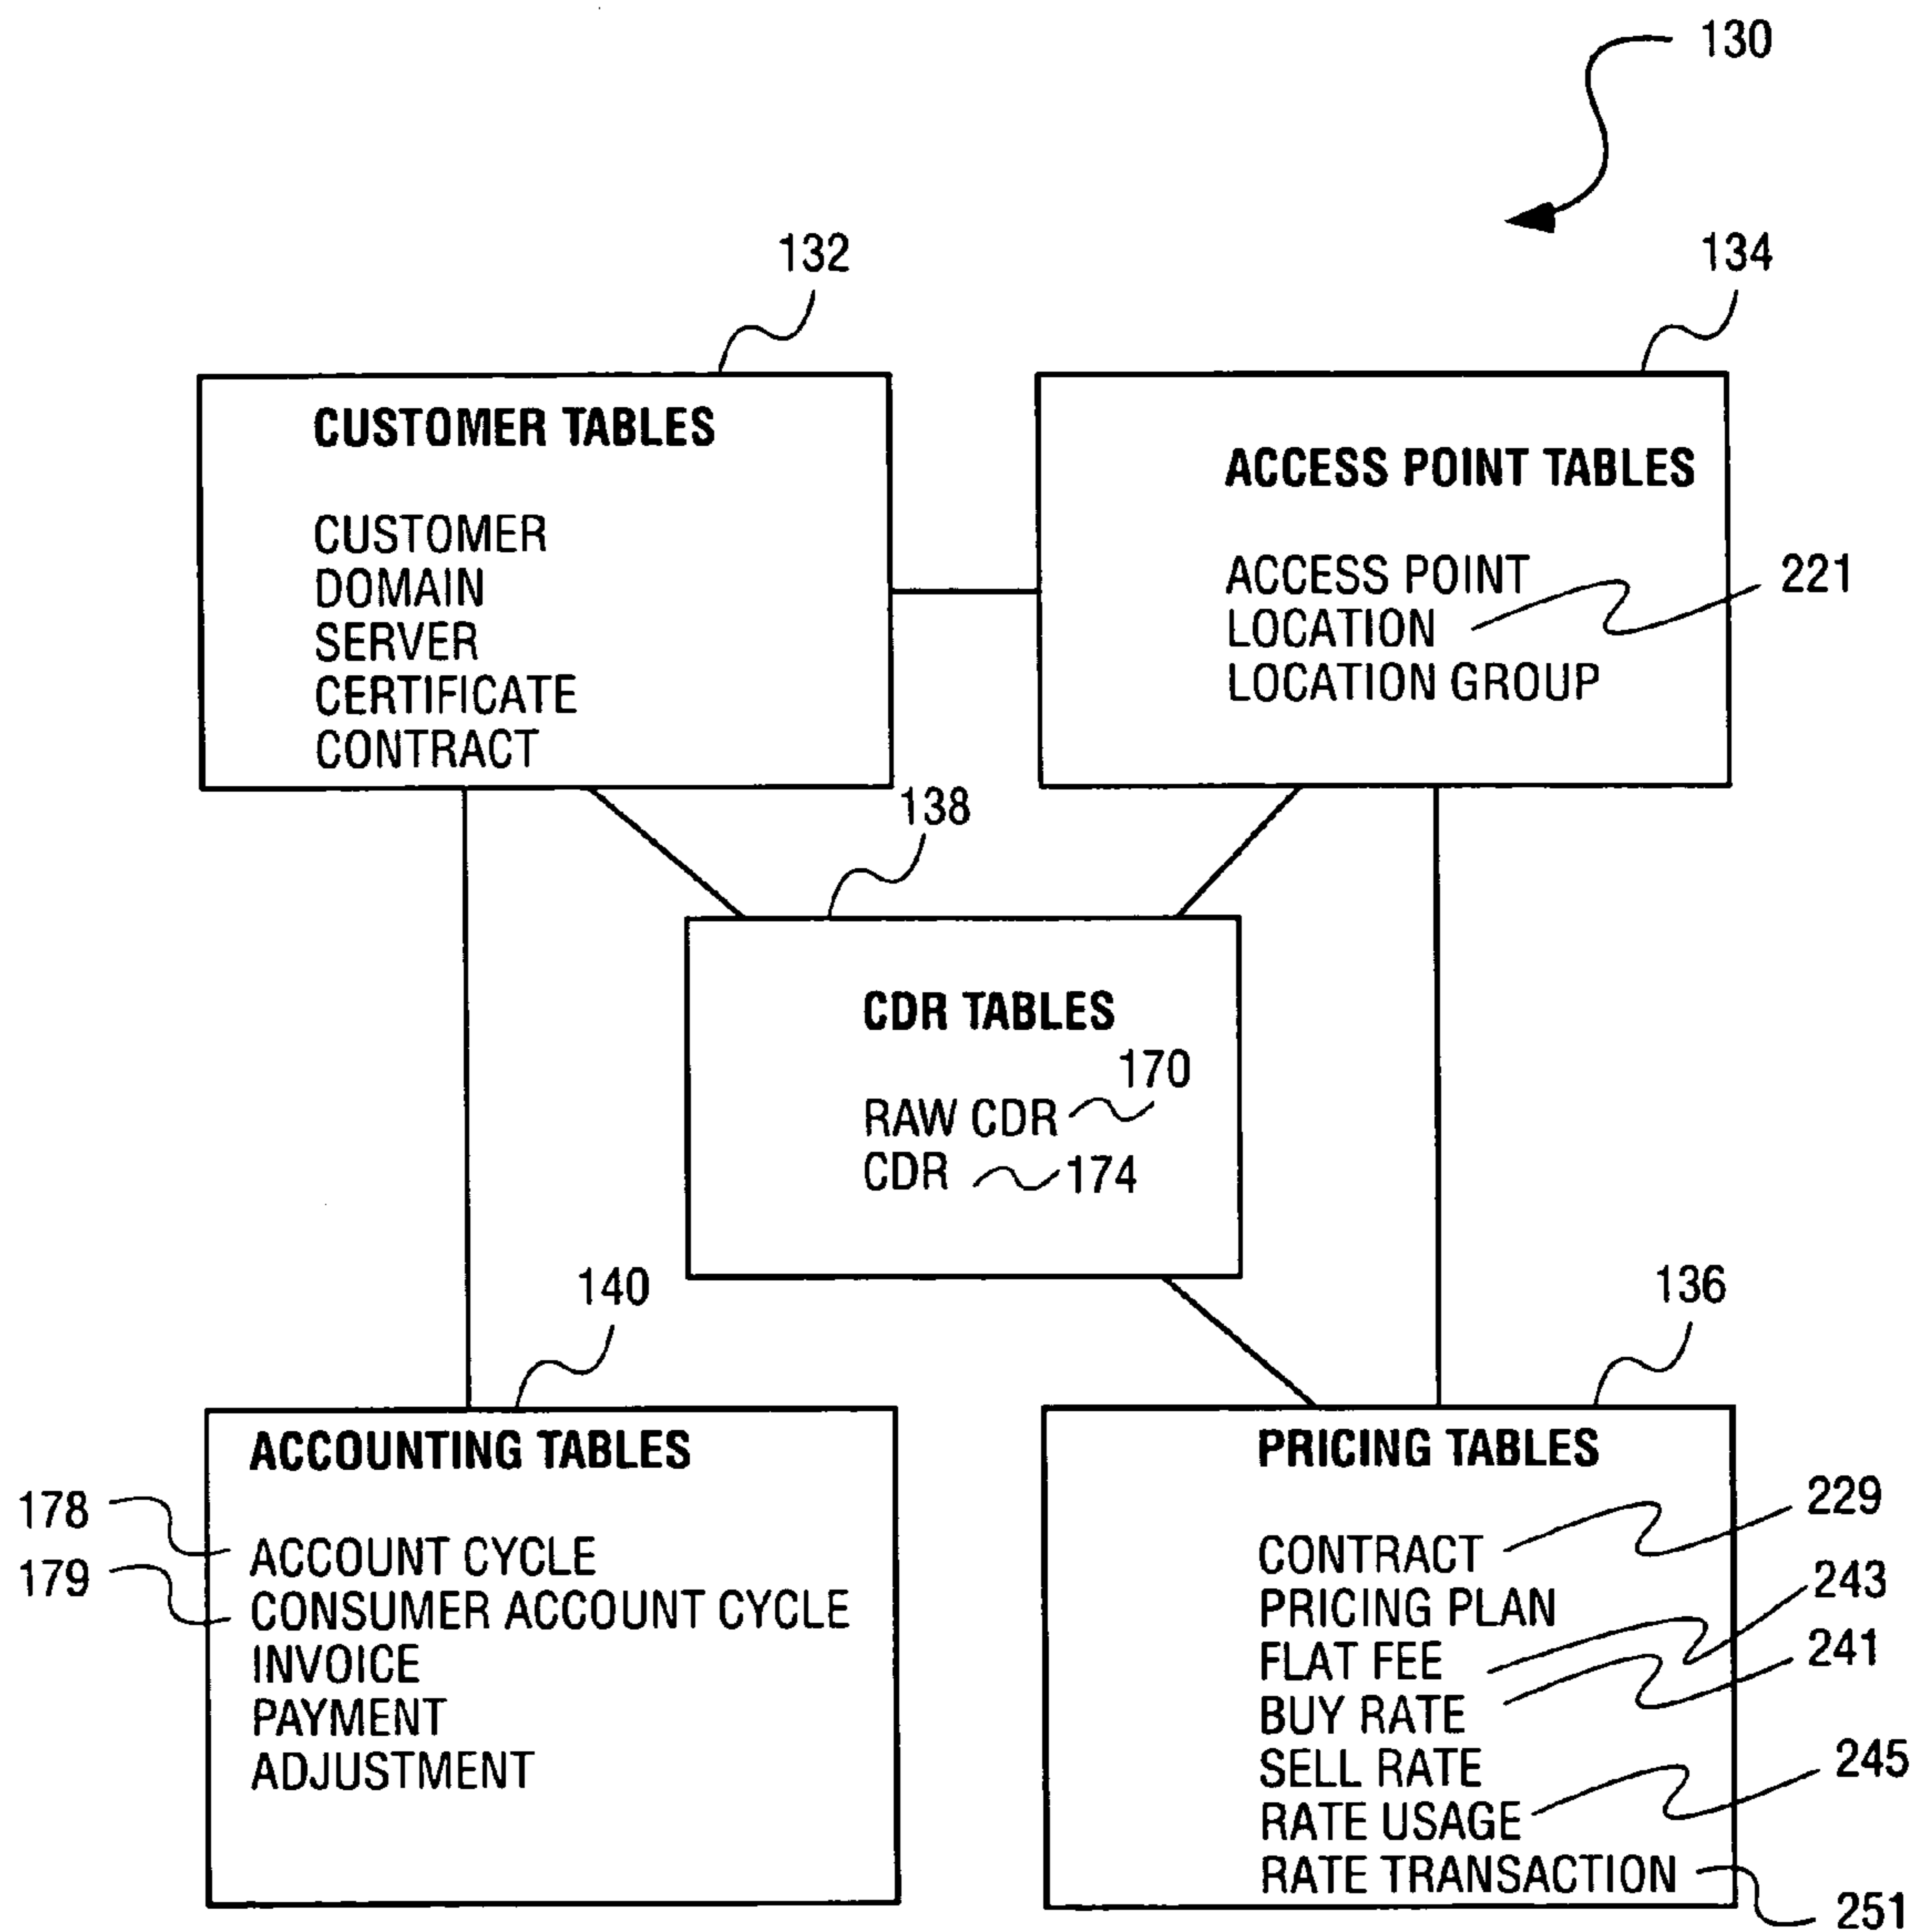 130
132
134
CUSTOMER TABLES
CUSTOMER
DOMAIN
SERVER
CERTIFICATE
CONTRACT
ACCESS POINT TABLES
ACCESS POINT
221
LOCATION
LOCATION GROUP
138
CDR TABLES
170
RAW CDR
CDR 174
140
136
ACCOUNTING TABLES
178
ACCOUNT CYCLE
179
CONSUMER ACCOUNT CYCLE
INVOICE
PAYMENT
ADJUSTMENT
PRICING TABLES
229
CONTRACT
PRICING PLAN
243
FLAT FEE
241
BUY RATE
SELL RATE
245
RATE USAGE
RATE TRANSACTION
251